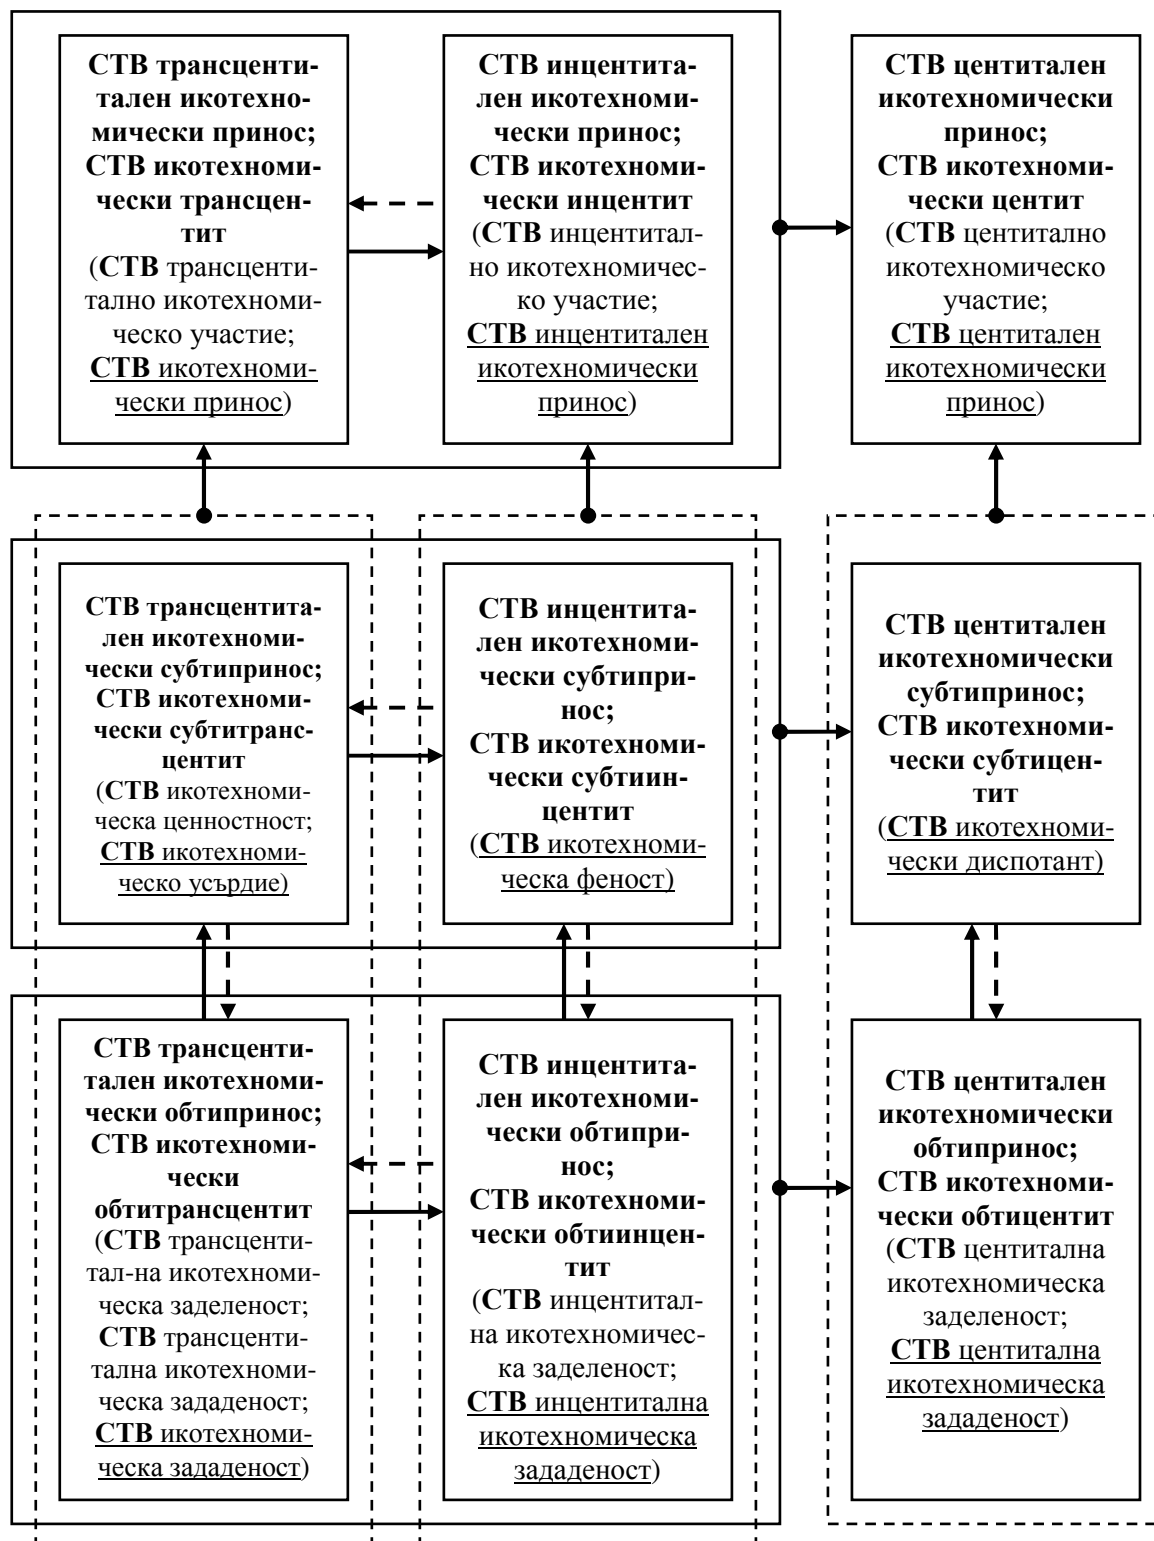 СТВ трансценти-
тален икотехно-
мически принос;
СТВ икотехноми-
чески трансцен-
тит
(СТВ трансценти-
тално икотехноми-
ческо участие;
СТВ икотехноми-
чески принос)
СТВ инцентита-
лен икотехноми-
чески принос;
СТВ икотехноми-
чески инцентит
(СТВ инцентитал-
но икотехномичес-
ко участие;
СТВ инцентитален
икотехномически
принос)
СТВ центитален
икотехномически
принос;
СТВ икотехноми-
чески центит
(СТВ центитално
икотехномическо
участие;
СТВ центитален
икотехномически
принос)
СТВ трансцентита-
лен икотехноми-
чески субтипринос;
СТВ икотехноми-
чески субтитранс-
центит
(СТВ икотехноми-
ческа ценностност;
СТВ икотехноми-
ческо усърдие)
СТВ инцентита-
лен икотехноми-
чески субтипри-
нос;
СТВ икотехноми-
чески субтиин-
центит
(СТВ икотехноми-
ческа феност)
СТВ центитален
икотехномически
субтипринос;
СТВ икотехноми-
чески субтицен-
тит
(СТВ икотехноми-
чески диспотант)
СТВ трансценти-
тален икотехноми-
чески обтипринос;
СТВ икотехноми-
чески
обтитрансцентит
(СТВ трансценти-
тал-на икотехноми-
ческа заделеност;
СТВ трансценти-
тална икотехноми-
ческа зададеност;
СТВ икотехноми-
ческа зададеност)
СТВ инцентита-
лен икотехноми-
чески обтипри-
нос;
СТВ икотехноми-
чески обтиинцен-
тит
(СТВ инцентитал-
на икотехномичес-
ка заделеност;
СТВ инцентитална
икотехномическа
зададеност)
СТВ центитален
икотехномически
обтипринос;
СТВ икотехноми-
чески обтицентит
(СТВ центитална
икотехномическа
заделеност;
СТВ центитална
икотехномическа
зададеност)